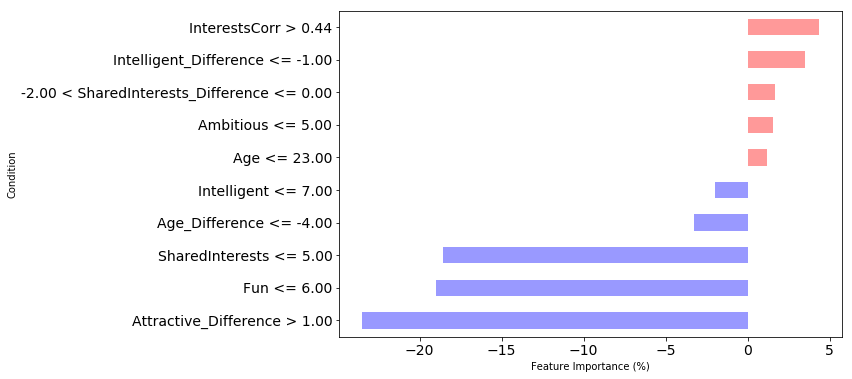 InterestsCorr > 0.44
Intelligent_Difference <= -1.00
-2.00 < SharedInterests_Difference <= 0.00
Ambitious <= 5.00
Age <= 23.00
Intelligent <= 7.00
Age_Difference <= -4.00
SharedInterests <= 5.00
Fun <= 6.00
Attractive_Difference > 1.00
Condition
−20 −15 −10 −5 0 5
Feature Importance (%)